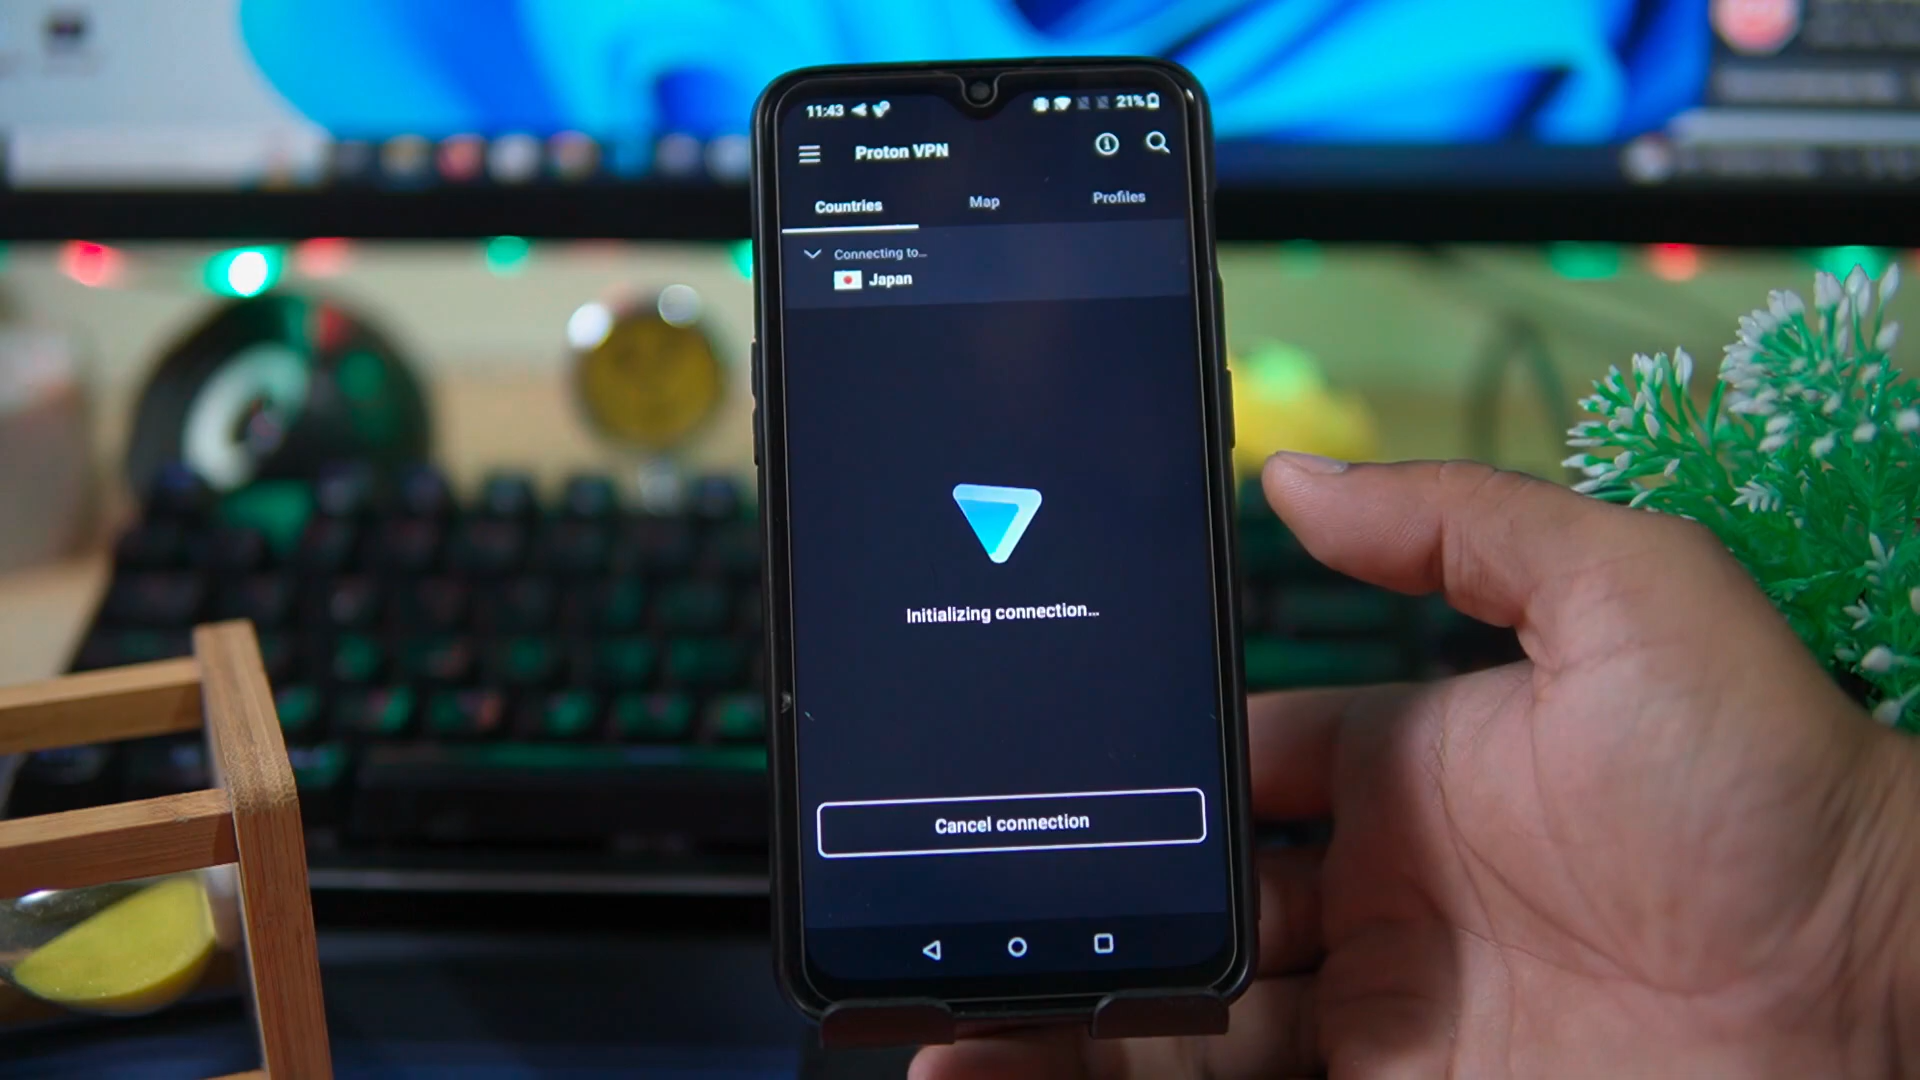 11:43
21%
Proton VPN
Countries
Map
Profiles
Connecting to...
Japan
Initializing connection...
Cancel connection